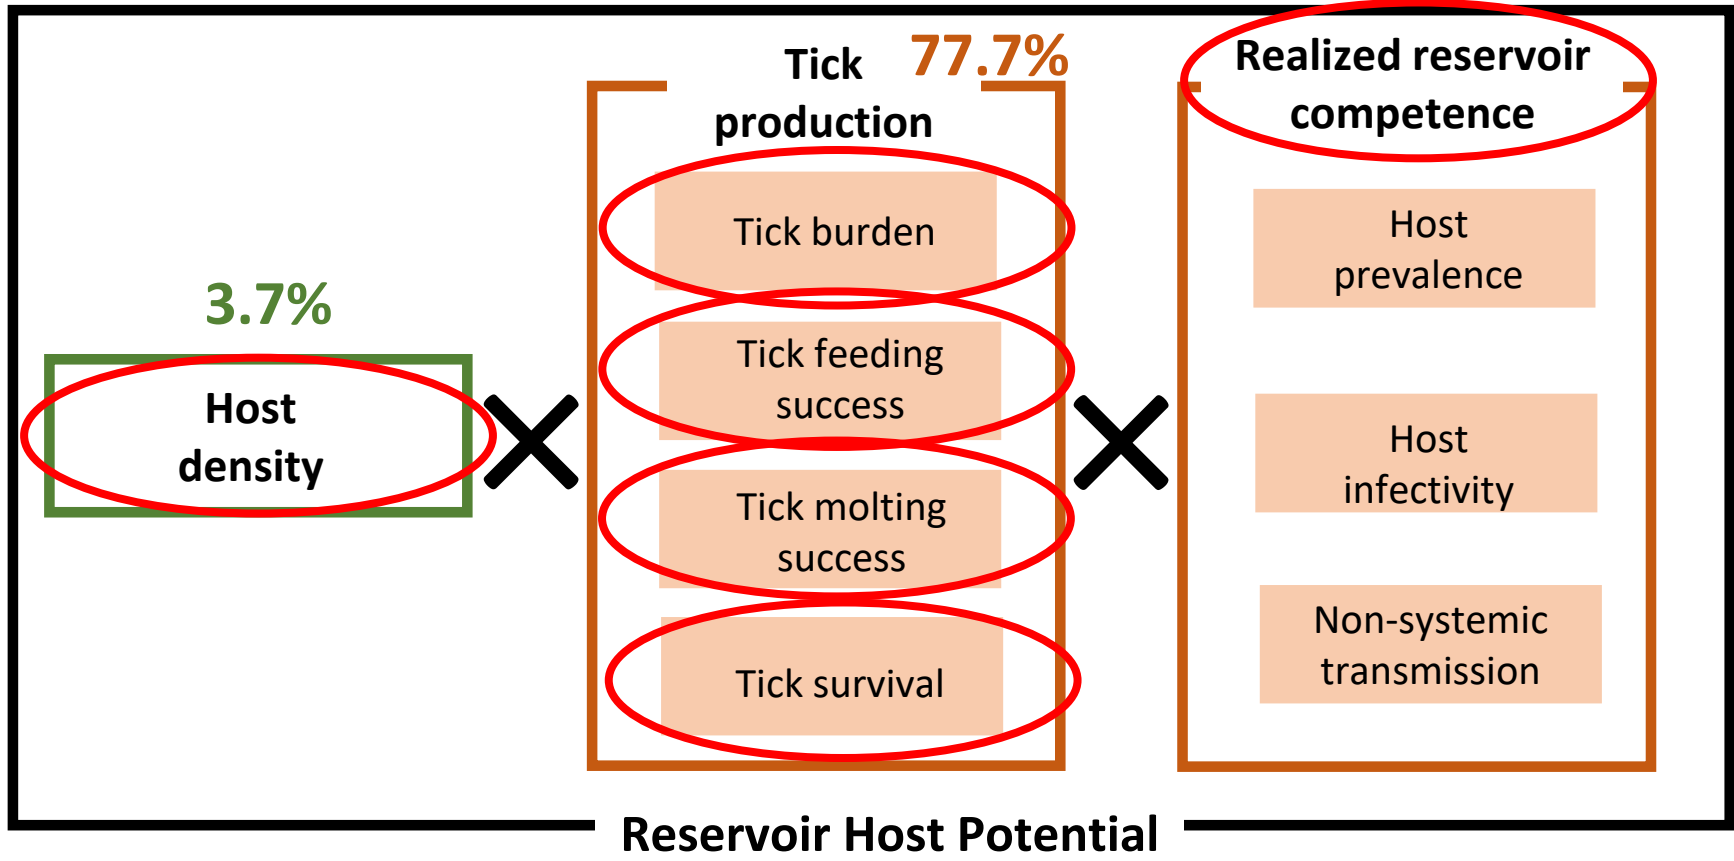 3.7%
Host
density
Tick
production
77.7%
Tick burden
Tick feeding
success
Tick molting
success
Tick survival
Realized reservoir
competence
Host
prevalence
Host
infectivity
Non-systemic
transmission
Reservoir Host Potential